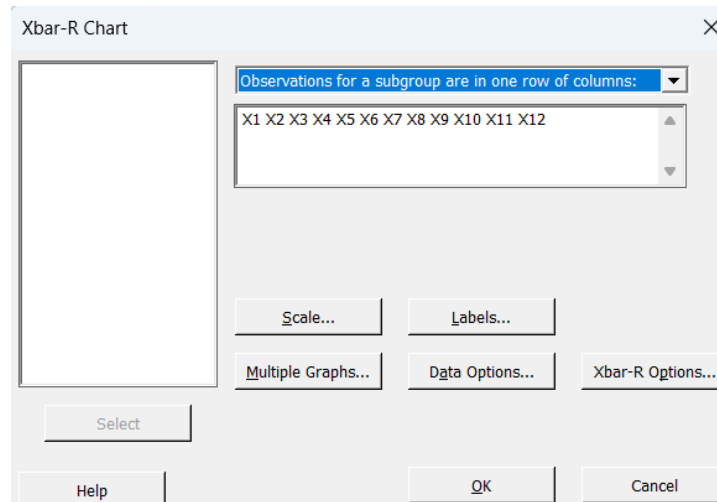 Xbar-R Chart
Observations for a subgroup are in one row of columns:
X1 X2 X3 X4 X5 X6 X7 X8 X9 X10 X11 X12
Scale...
Labels...
Multiple Graphs...
Data Options...
Xbar-R Options...
Select
Help
OK
Cancel